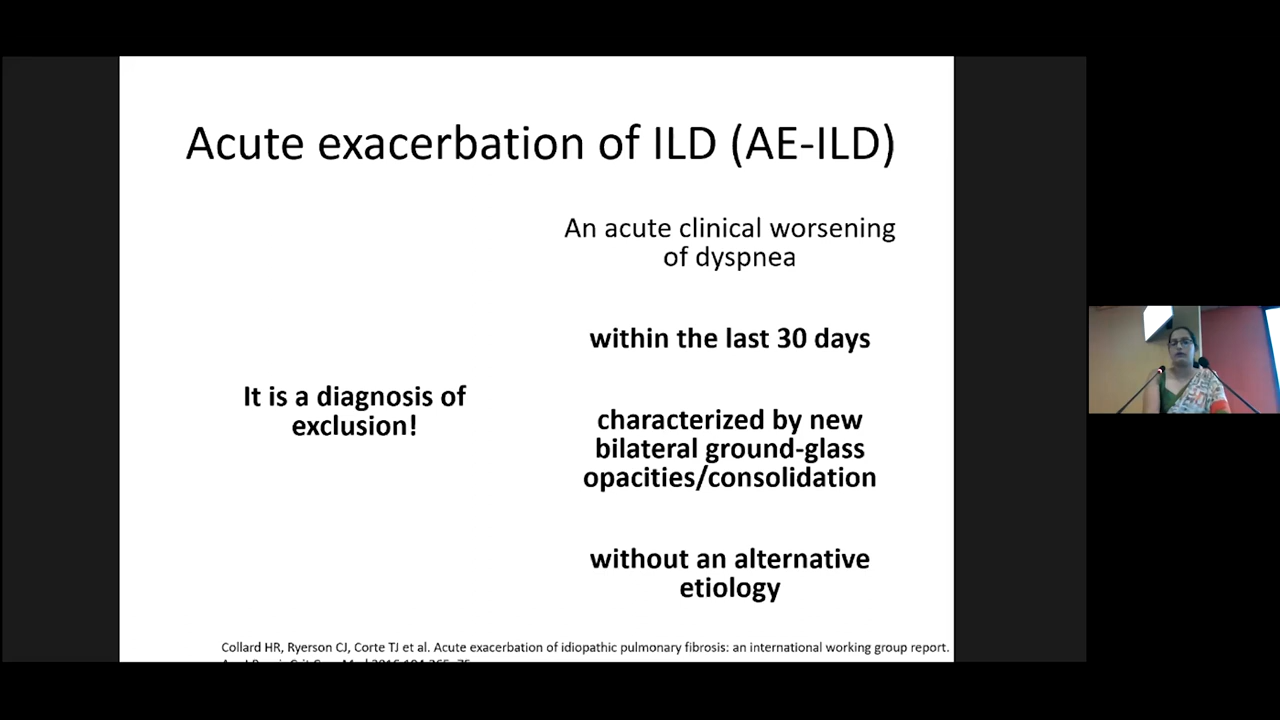 Acute exacerbation of ILD (AE-ILD)
An acute clinical worsening
of dyspnea
within the last 30 days
It is a diagnosis of
exclusion!
characterized by new
bilateral ground-glass
opacities/consolidation
without an alternative
etiology
Collard HR, Ryerson CJ, Corte TJ et al. Acute exacerbation of idiopathic pulmonary fibrosis: an international working group report.